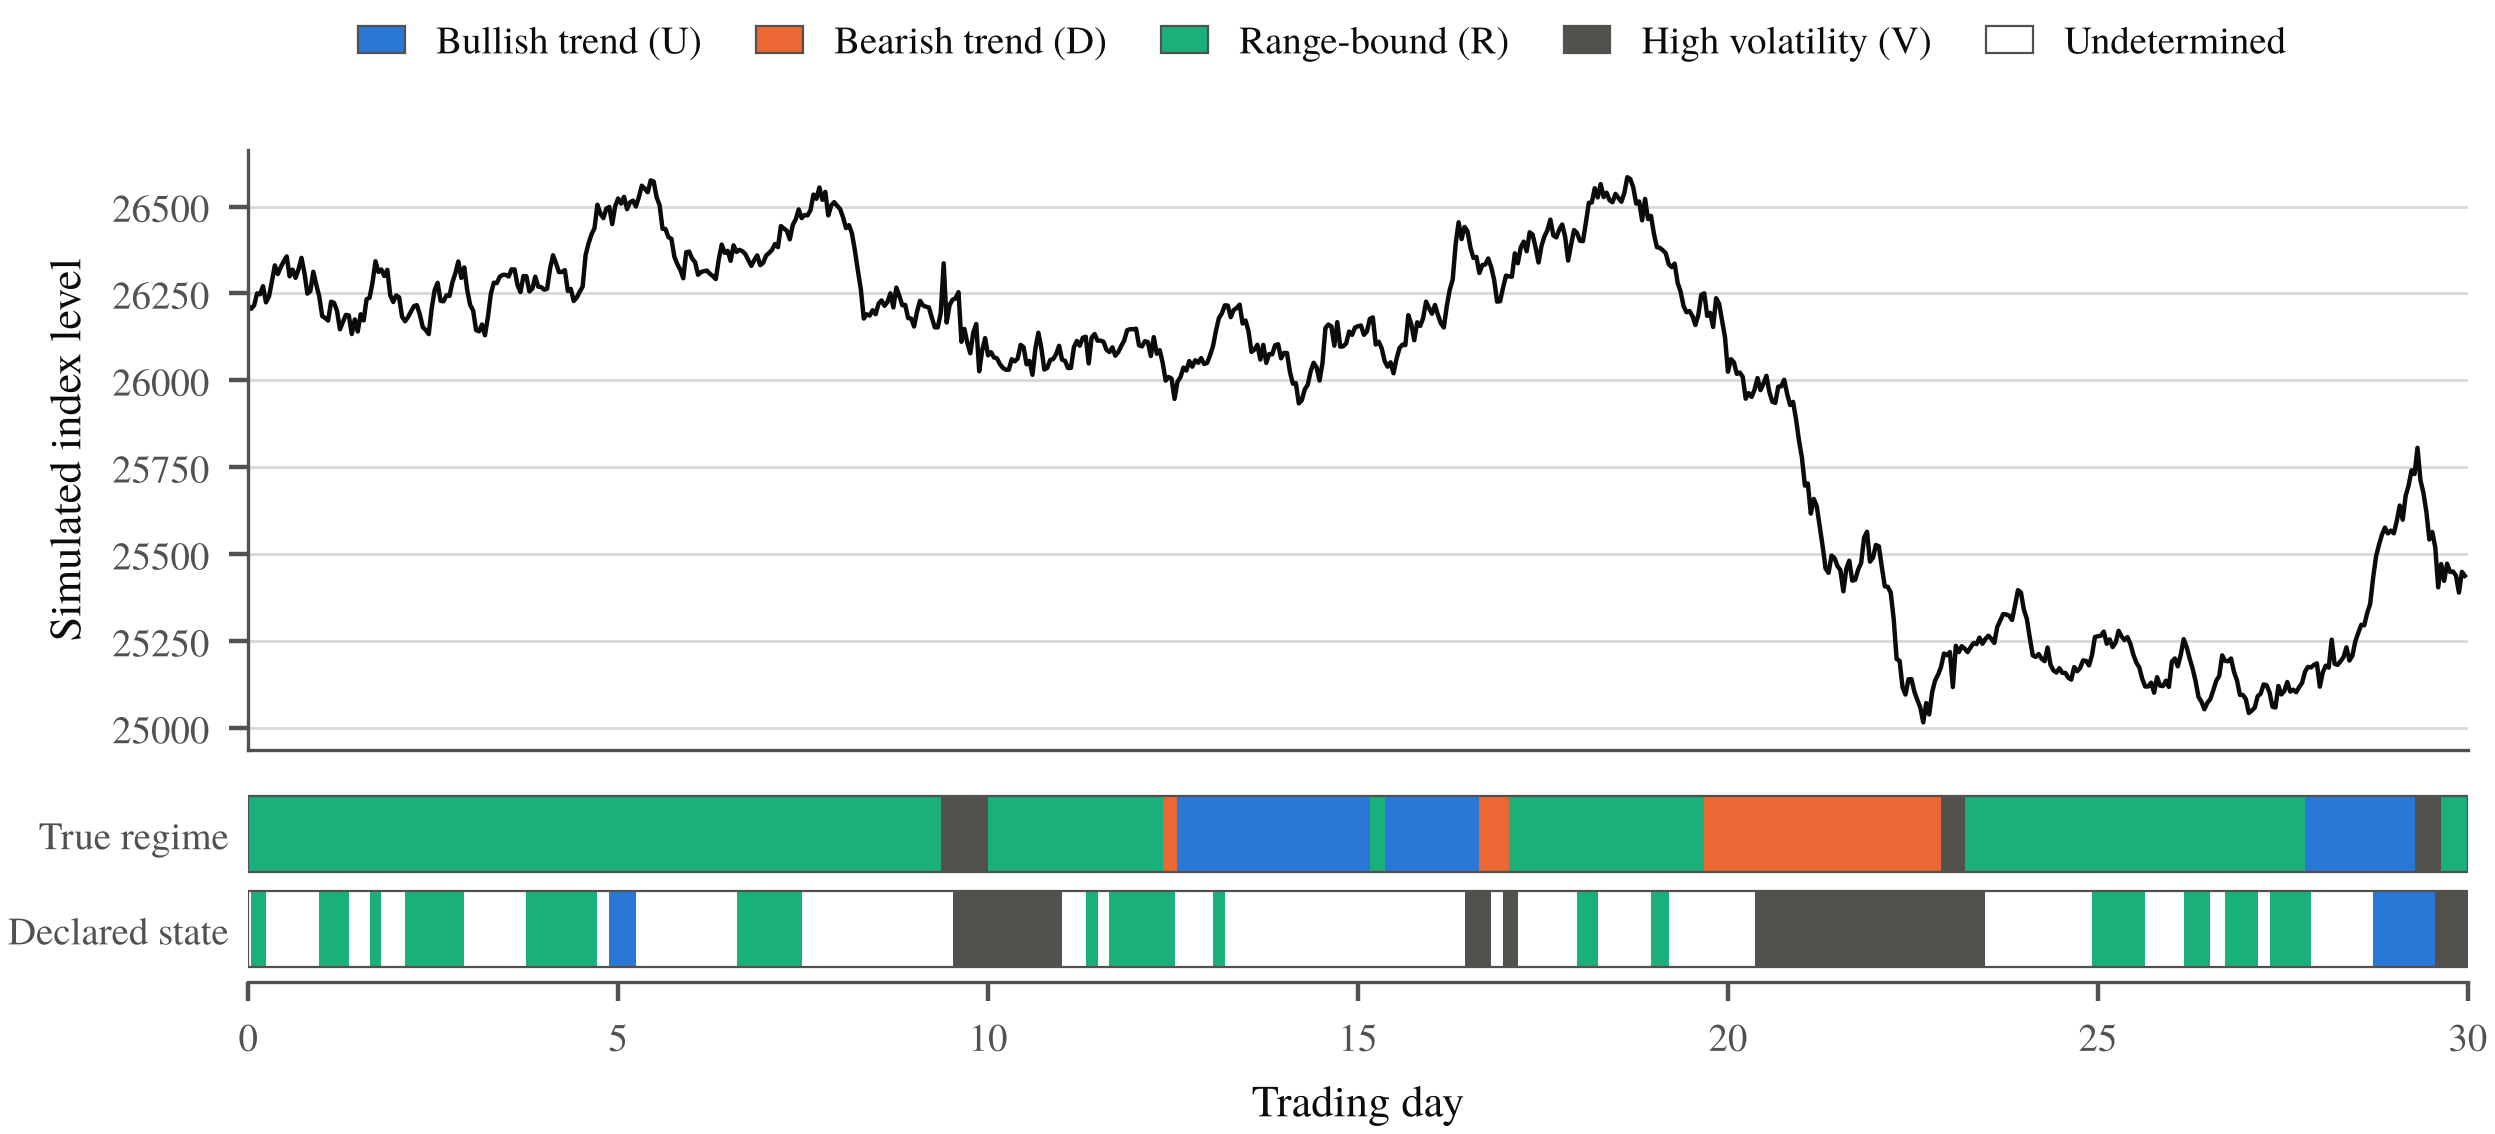 Bullish trend (U) Bearish trend (D) Range-bound (R) High volatility (V) Undetermined
Simulated index level
26500
26250
26000
25750
25500
25250
25000
True regime
Declared state
0 5 10 15 20 25 30
Trading day